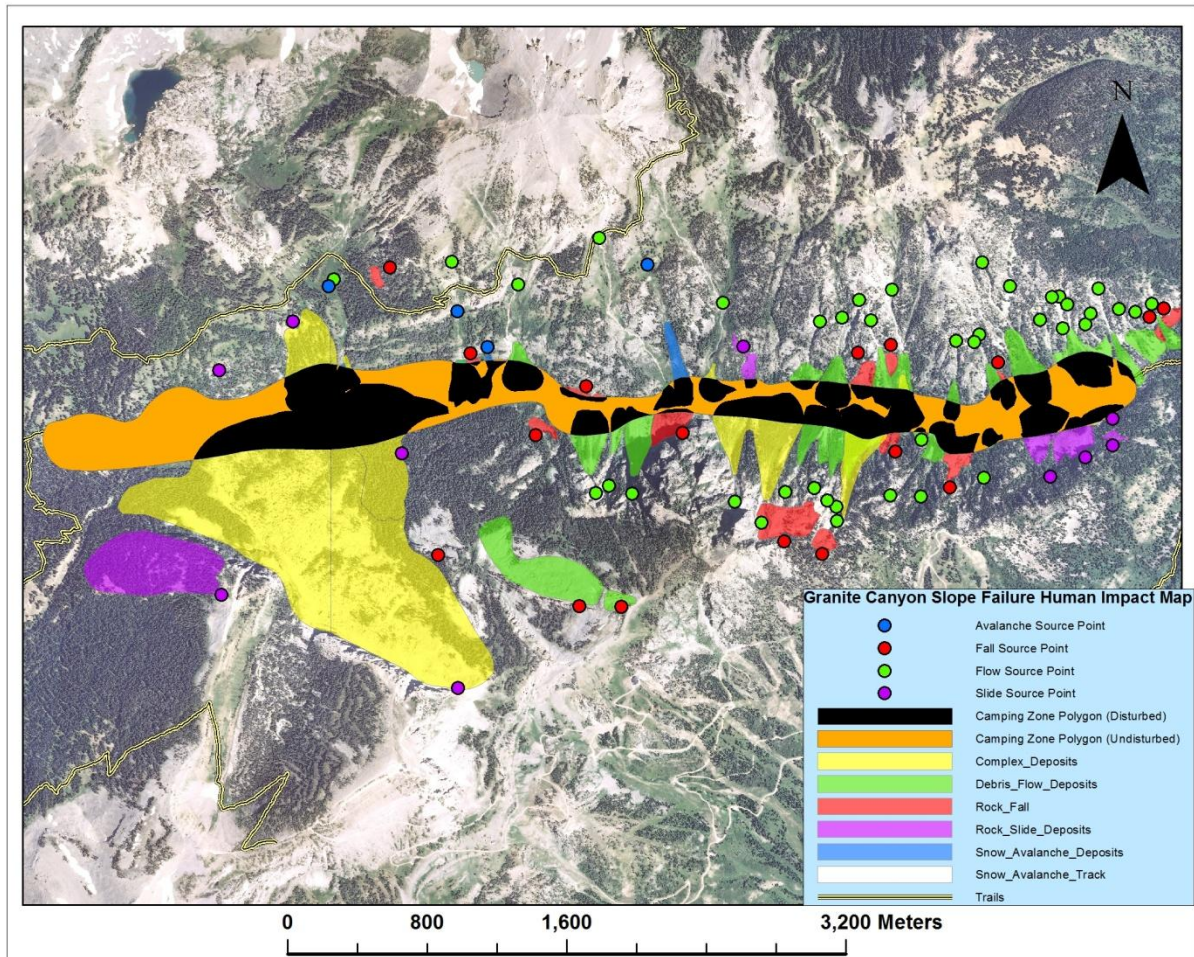 N
Granite Canyon Slope Failure Human Impact Map
Avalanche Source Point
Fall Source Point
Flow Source Point
Slide Source Point
Camping Zone Polygon (Disturbed)
Camping Zone Polygon (Undisturbed)
Complex_Deposits
Debris_Flow_Deposits
Rock_Fall
Rock_Slide_Deposits
Snow_Avalanche_Deposits
Snow_Avalanche_Track
Trails
0 800 1,600 3,200 Meters